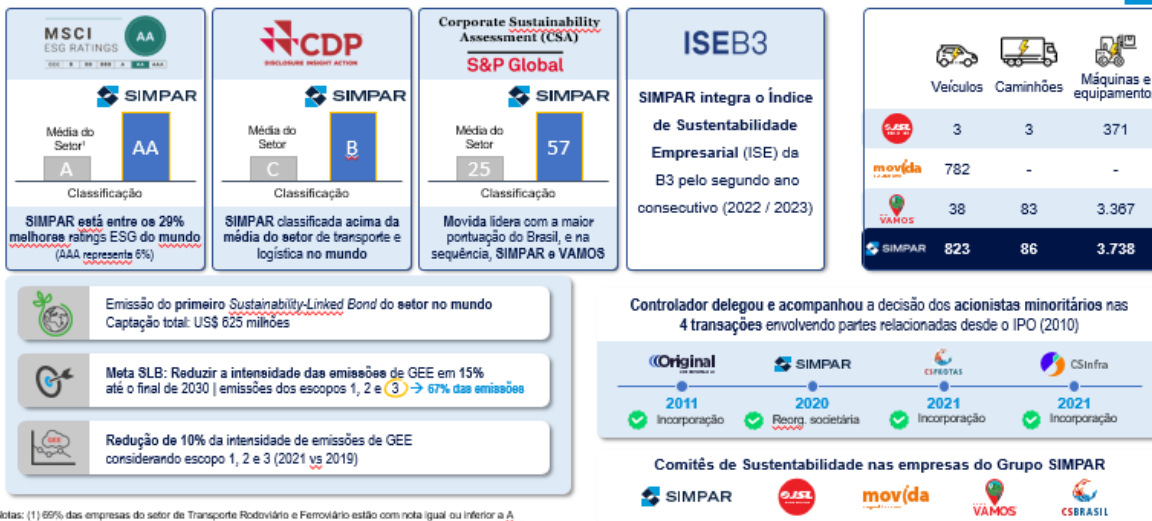 MSCI
ESG RATINGS
AA
CCC B BB BBB A AA AAA
SIMPAR
Média do
Setor¹
A
AA
Classificação
SIMPAR está entre os 29%
melhores ratings ESG do mundo
(AAA representa 6%)
CDP
DISCLOSURE INSIGHT ACTION
SIMPAR
Média do
Setor
C
B
Classificação
SIMPAR classificada acima da
média do setor de transporte e
logística no mundo
Corporate Sustainability
Assessment (CSA)
S&P Global
SIMPAR
Média do
Setor
25
57
Classificação
Movida lidera com a maior
pontuação do Brasil, e na
sequência, SIMPAR e VAMOS
ISEB3
SIMPAR integra o Índice
de Sustentabilidade
Empresarial (ISE) da
B3 pelo segundo ano
consecutivo (2022 / 2023)
Veículos Caminhões Máquinas e
equipamento
JSL 3 3 371
movida 782 - -
VAMOS 38 83 3.367
SIMPAR 823 86 3.738
Emissão do primeiro Sustainability-Linked Bond do setor no mundo
Captação total: US$ 625 milhões
Meta SLB: Reduzir a intensidade das emissões de GEE em 15%
até o final de 2030 | emissões dos escopos 1, 2 e 3 → 67% das emissões
GEE
Redução de 10% da intensidade de emissões de GEE
considerando escopo 1, 2 e 3 (2021 vs 2019)
Controlador delegou e acompanhou a decisão dos acionistas minoritários nas
4 transações envolvendo partes relacionadas desde o IPO (2010)
Original SIMPAR CSFROTAS CSInfra
2011 2020 2021 2021
Incorporação Reorg. societária Incorporação Incorporação
Comitês de Sustentabilidade nas empresas do Grupo SIMPAR
SIMPAR JSL movida VAMOS CSBRASIL
Notas: (1) 69% das empresas do setor de Transporte Rodoviário e Ferroviário estão com nota igual ou inferior a A